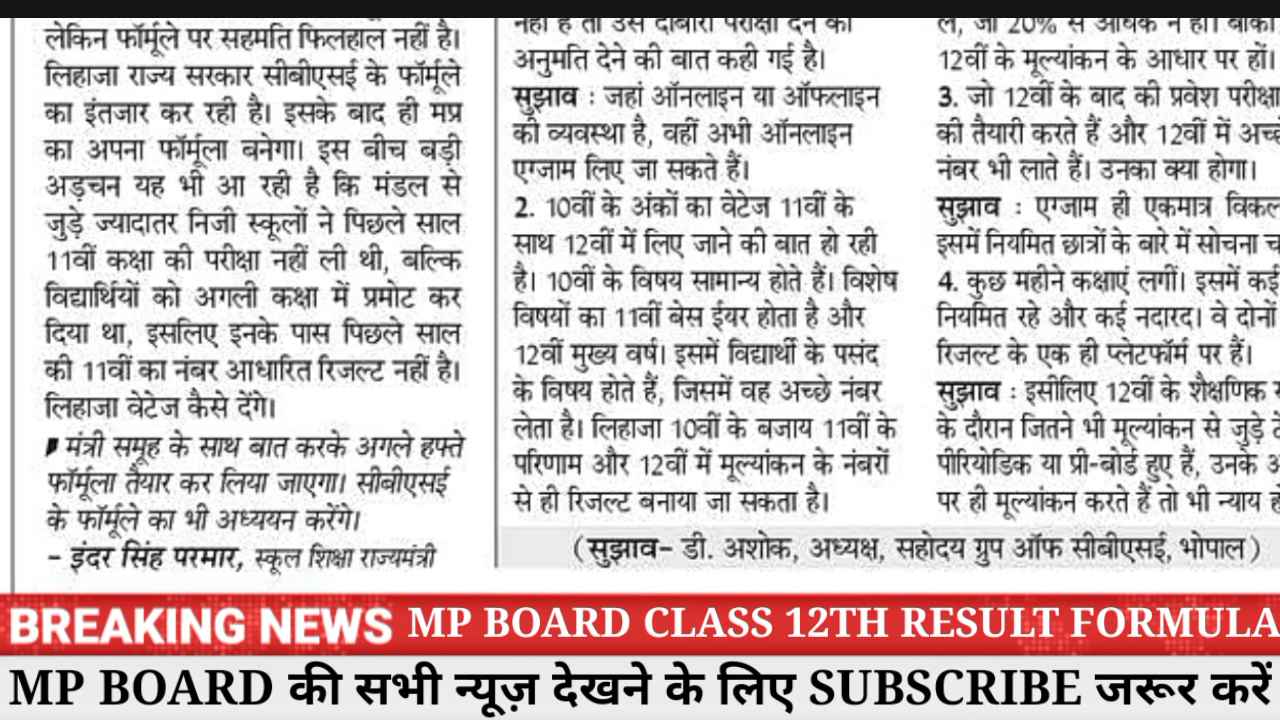 लेकिन फॉर्मूले पर सहमति फिलहाल नहीं है।
लिहाजा राज्य सरकार सीबीएसई के फॉर्मूले
का इंतजार कर रही है। इसके बाद ही मप्र
का अपना फॉर्मूला बनेगा। इस बीच बड़ी
अड़चन यह भी आ रही है कि मंडल से
जुड़े ज्यादातर निजी स्कूलों ने पिछले साल
11वीं कक्षा की परीक्षा नहीं ली थी, बल्कि
विद्यार्थियों को अगली कक्षा में प्रमोट कर
दिया था, इसलिए इनके पास पिछले साल
की 11वीं का नंबर आधारित रिजल्ट नहीं है।
लिहाजा वेटेज कैसे देंगे।
मंत्री समूह के साथ बात करके अगले हफ्ते
फॉर्मूला तैयार कर लिया जाएगा। सीबीएसई
के फॉर्मूले का भी अध्ययन करेंगे।
- इंदर सिंह परमार, स्कूल शिक्षा राज्यमंत्री
नहीं है तो उसे दोबारा परीक्षा देने की
अनुमति देने की बात कही गई है।
सुझाव : जहां ऑनलाइन या ऑफलाइन
की व्यवस्था है, वहीं अभी ऑनलाइन
एग्जाम लिए जा सकते हैं।
2. 10वीं के अंकों का वेटेज 11वीं के
साथ 12वीं में लिए जाने की बात हो रही
है। 10वीं के विषय सामान्य होते हैं। विशेष
विषयों का 11वीं बेस ईयर होता है और
12वीं मुख्य वर्ष। इसमें विद्यार्थी के पसंद
के विषय होते हैं, जिसमें वह अच्छे नंबर
लेता है। लिहाजा 10वीं के बजाय 11वीं के
परिणाम और 12वीं में मूल्यांकन के नंबरों
से ही रिजल्ट बनाया जा सकता है।
जो 20% से अधिक न हो। बाकी
12वीं के मूल्यांकन के आधार पर हों।
3. जो 12वीं के बाद की प्रवेश परीक्षा
की तैयारी करते हैं और 12वीं में
नंबर भी लाते हैं। उनका क्या होगा।
सुझाव : एग्जाम ही एकमात्र
इसमें नियमित छात्रों के बारे में सोचना
4. कुछ महीने कक्षाएं लगीं। इसमें कई
नियमित रहे और कई नदारद। वे दोनों
रिजल्ट के एक ही प्लेटफॉर्म पर हैं।
सुझाव : इसीलिए 12वीं के शैक्षणिक
के दौरान जितने भी मूल्यांकन से जुड़े
पीरियोडिक या प्री-बोर्ड हुए हैं, उनके
पर ही मूल्यांकन करते हैं तो भी न्याय
(सुझाव- डी. अशोक, अध्यक्ष, सहोदय ग्रुप ऑफ सीबीएसई, भोपाल)
BREAKING NEWS MP BOARD CLASS 12TH RESULT FORMULA
MP BOARD की सभी न्यूज़ देखने के लिए SUBSCRIBE जरूर करें